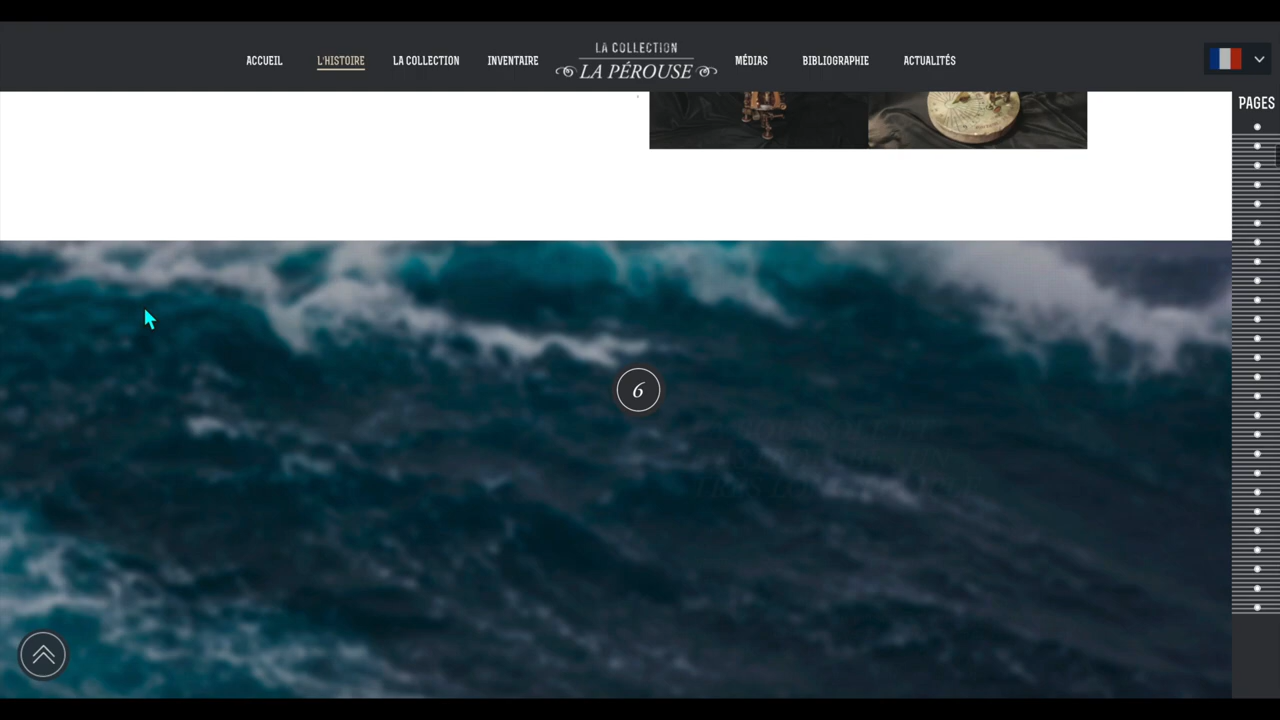 ACCUEIL
L'HISTOIRE
LA COLLECTION
INVENTAIRE
LA COLLECTION
LA PÉROUSE
MÉDIAS
BIBLIOGRAPHIE
ACTUALITÉS
PAGES
6